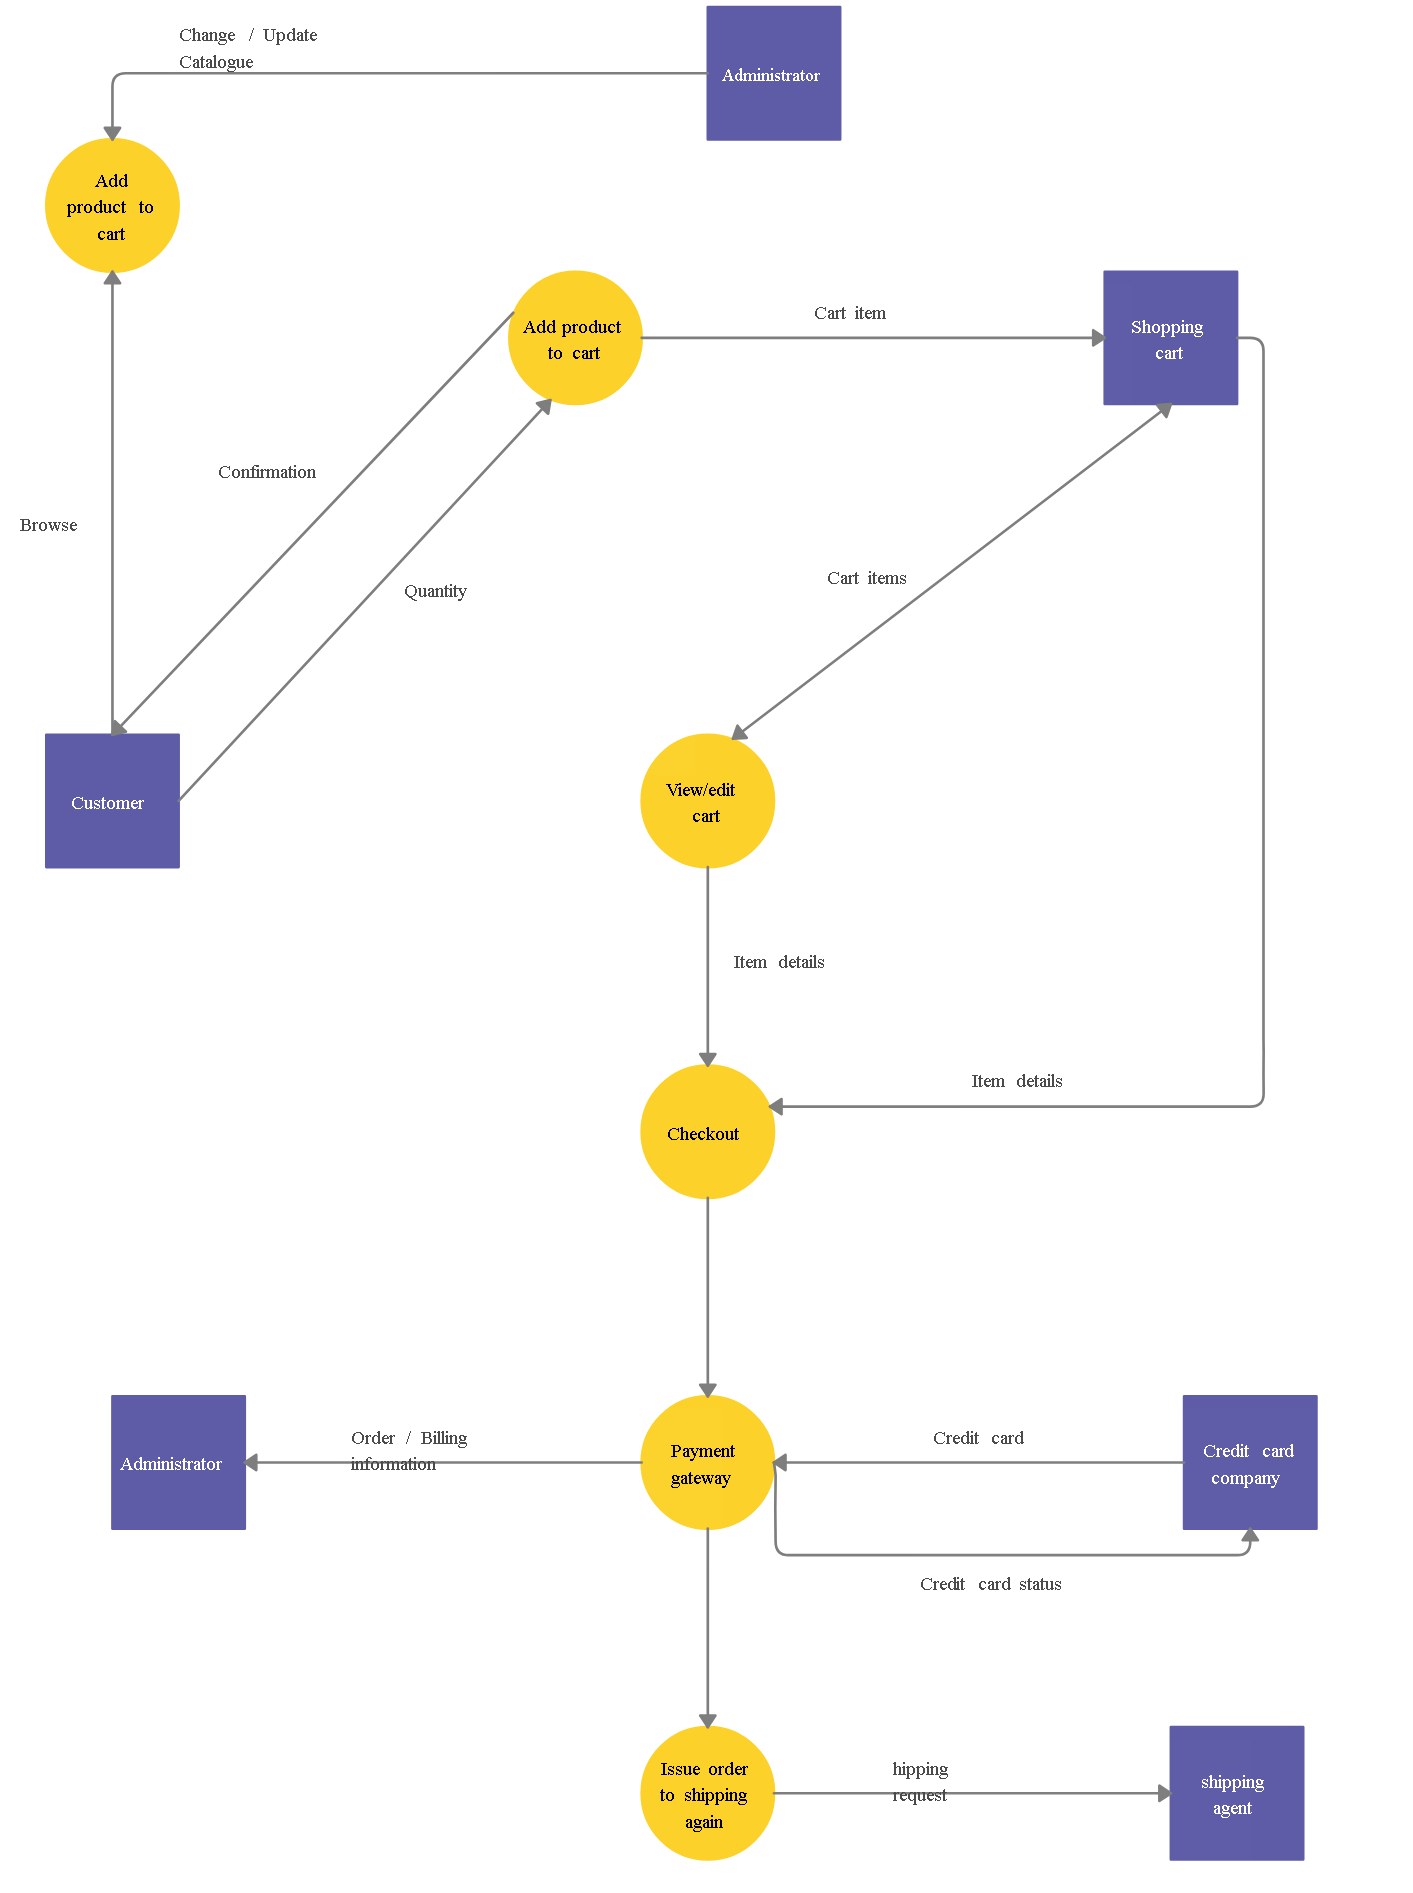 Change / Update
Catalogue
Administrator
Add
product to
cart
Add product
to cart
Cart item
Shopping
cart
Confirmation
Browse
Quantity
Cart items
Customer
View/edit
cart
Item details
Item details
Checkout
Administrator
Order / Billing
information
Payment
gateway
Credit card
Credit card
company
Credit card status
Issue order
to shipping
again
hipping
request
shipping
agent